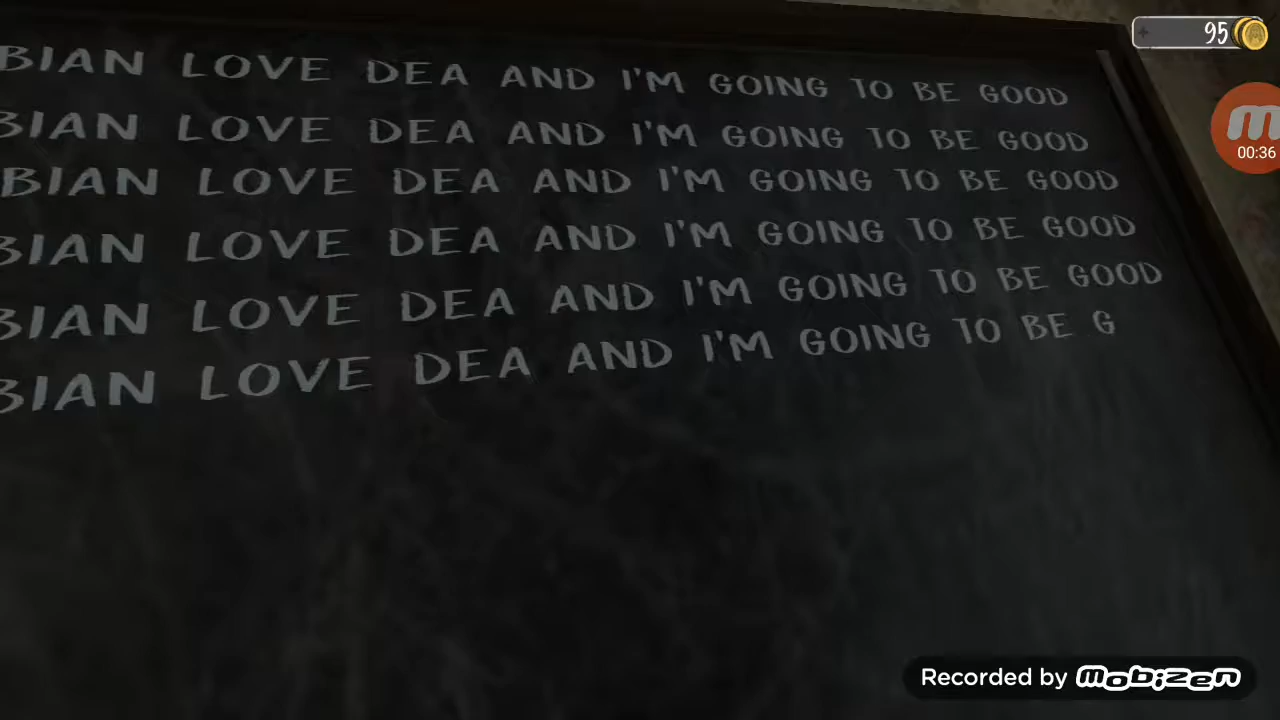 95
BIAN LOVE DEA AND I'M GOING TO BE GOOD
00:36
BIAN LOVE DEA AND I'M GOING TO BE GOOD
BIAN LOVE DEA AND I'M GOING TO BE GOOD
BIAN LOVE DEA AND I'M GOING TO BE GOOD
BIAN LOVE DEA AND I'M GOING TO BE GOOD
BIAN LOVE DEA AND I'M GOING TO BE G
Recorded by mobizen